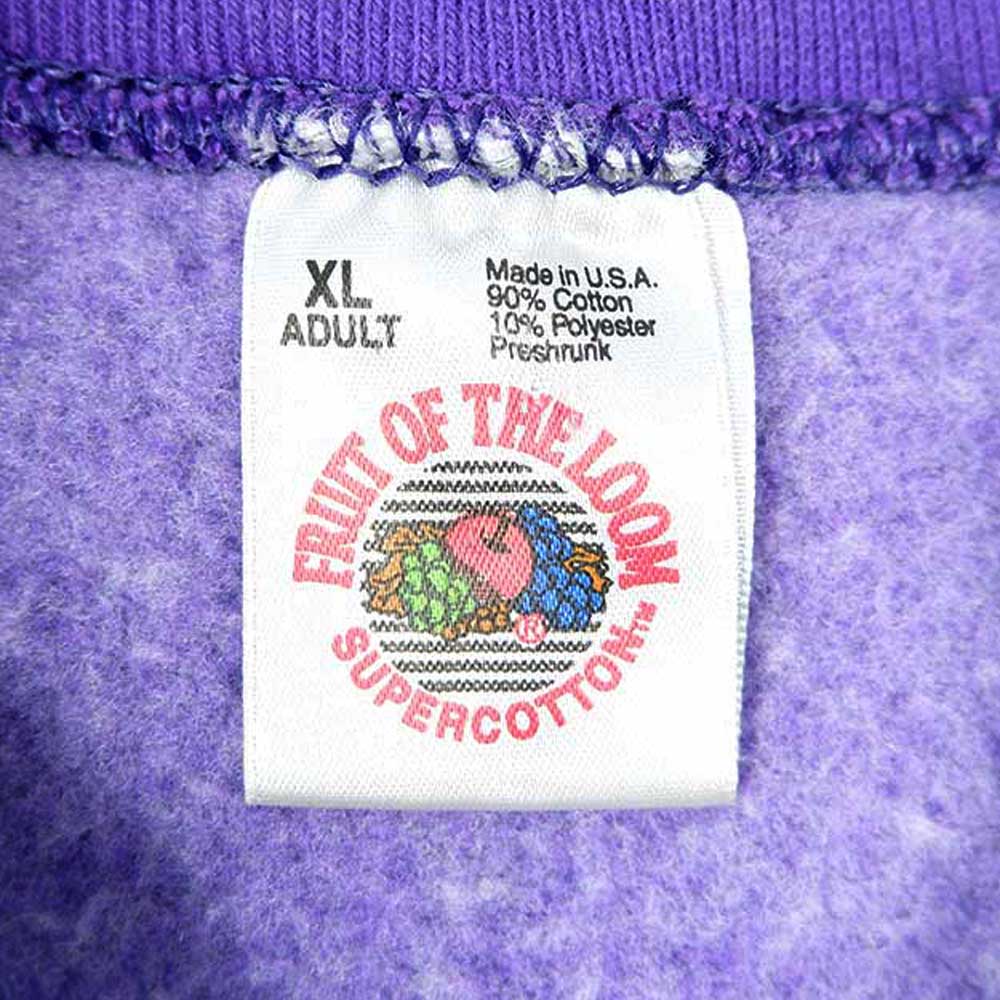 XL
ADULT
Made in U.S.A.
90% Cotton
10% Polyester
Preshrunk
FRUIT OF THE LOOM
®
SUPERCOTTON™